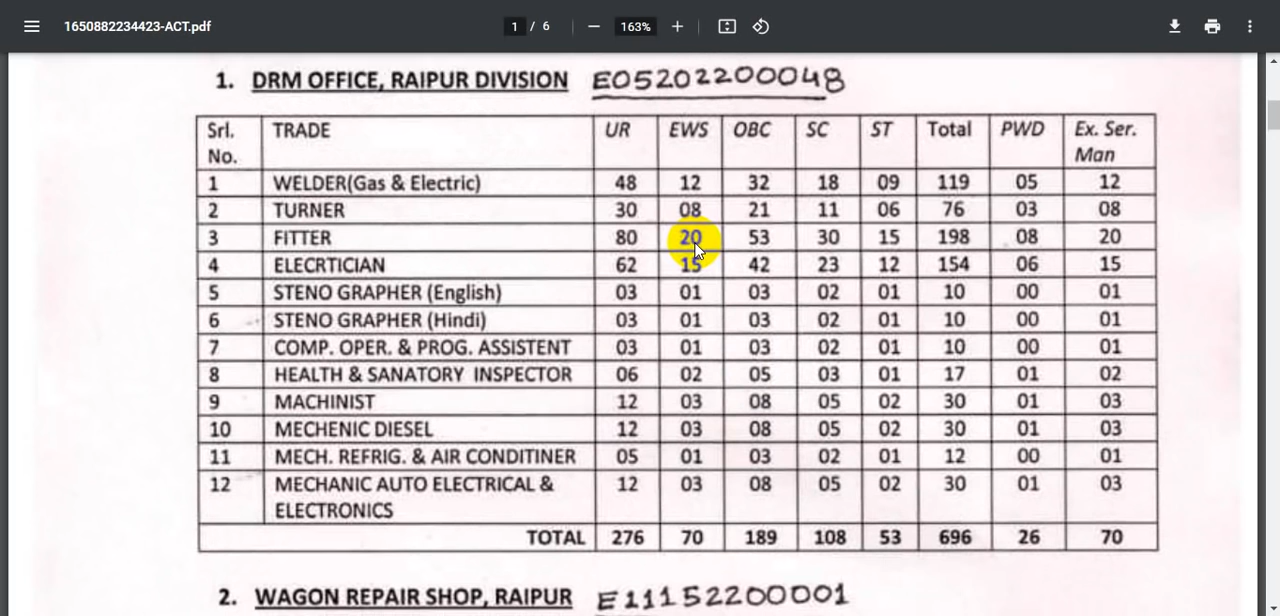 1650882234423-ACT.pdf 1 / 6 163%
1. DRM OFFICE, RAIPUR DIVISION E05202200048
Srl. No. TRADE UR EWS OBC SC ST Total PWD Ex. Ser. Man
1 WELDER(Gas & Electric) 48 12 32 18 09 119 05 12
2 TURNER 30 08 21 11 06 76 03 08
3 FITTER 80 20 53 30 15 198 08 20
4 ELECRTICIAN 62 15 42 23 12 154 06 15
5 STENO GRAPHER (English) 03 01 03 02 01 10 00 01
6 STENO GRAPHER (Hindi) 03 01 03 02 01 10 00 01
7 COMP. OPER. & PROG. ASSISTENT 03 01 03 02 01 10 00 01
8 HEALTH & SANATORY INSPECTOR 06 02 05 03 01 17 01 02
9 MACHINIST 12 03 08 05 02 30 01 03
10 MECHENIC DIESEL 12 03 08 05 02 30 01 03
11 MECH. REFRIG. & AIR CONDITINER 05 01 03 02 01 12 00 01
12 MECHANIC AUTO ELECTRICAL & ELECTRONICS 12 03 08 05 02 30 01 03
TOTAL 276 70 189 108 53 696 26 70
2. WAGON REPAIR SHOP, RAIPUR E11152200001